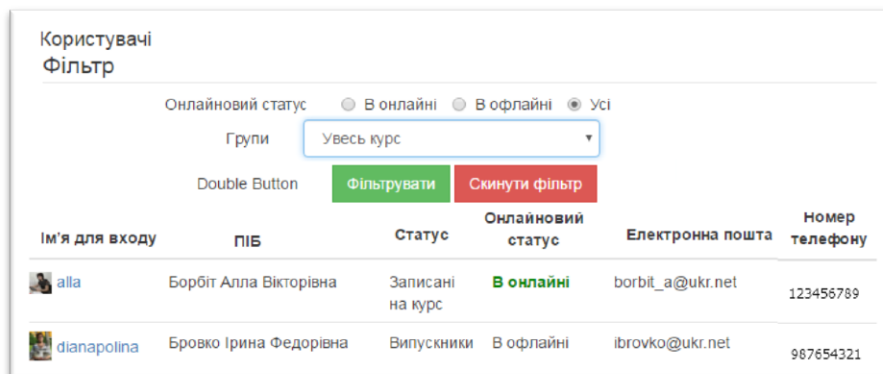 Користувачі
Фільтр
Онлайновий статус В онлайні В офлайні Усі
Групи Увесь курс
Double Button Фільтрувати Скинути фільтр
Ім'я для входу ПІБ Статус Онлайновий статус Електронна пошта Номер телефону
alla Борбіт Алла Вікторівна Записані на курс В онлайні borbit_a@ukr.net 123456789
dianapolina Бровко Ірина Федорівна Випускники В офлайні ibrovko@ukr.net 987654321